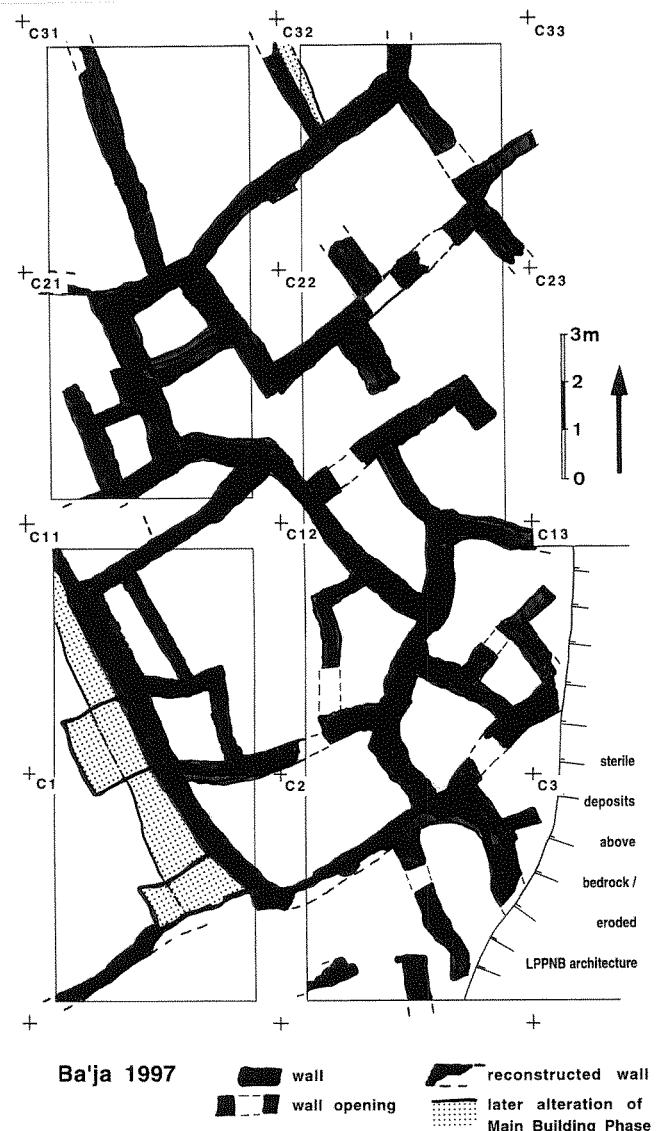 C31
C32
C33
C21
C22
C23
3m
2
1
0
C11
C12
C13
C1
C2
C3
sterile
deposits
above
bedrock /
eroded
LPPNB architecture
Ba'ja 1997
wall
reconstructed wall
wall opening
later alteration of
Main Building Phase